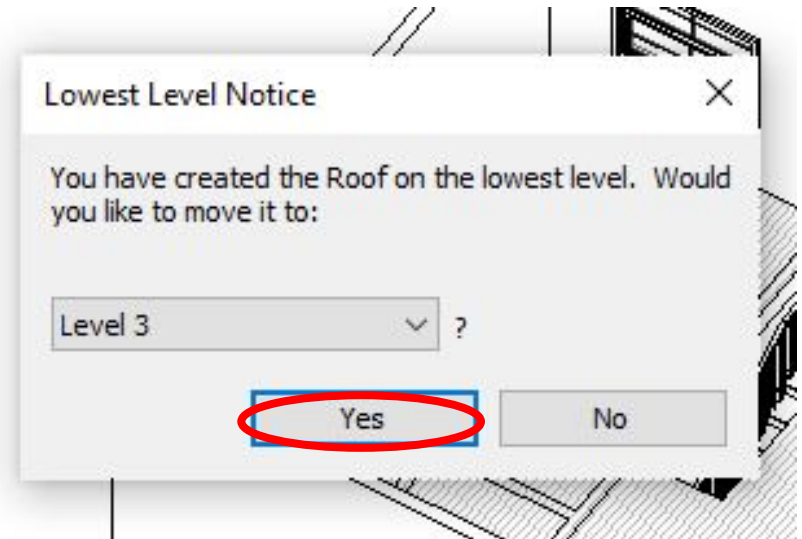 Lowest Level Notice
You have created the Roof on the lowest level. Would
you like to move it to:
Level 3 ?
Yes No